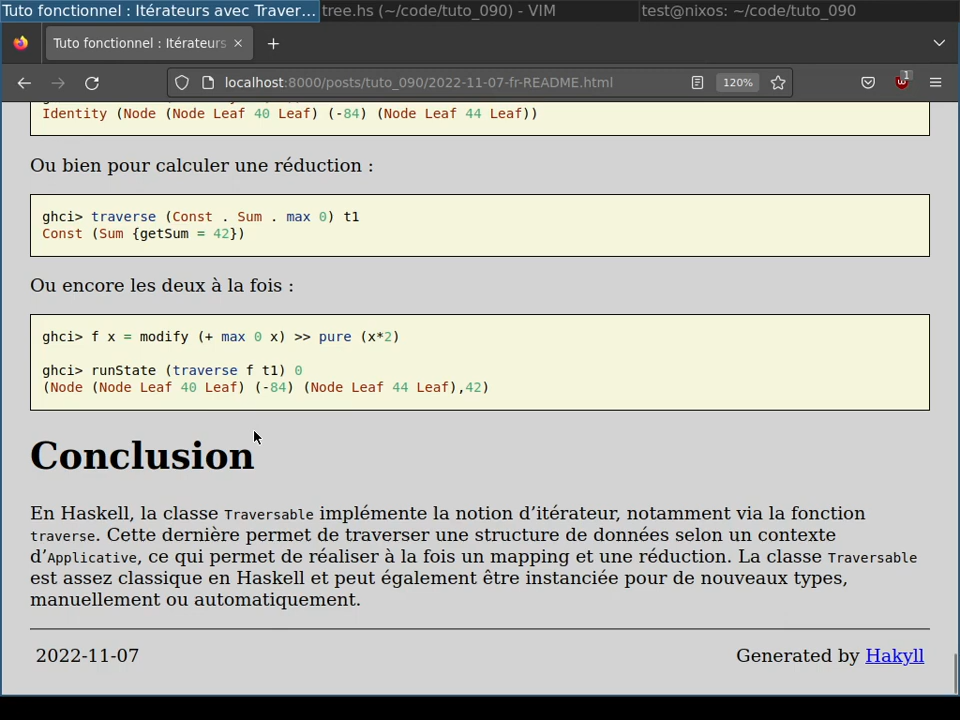 Tuto fonctionnel : Itérateurs avec Traver... tree.hs (~/code/tuto_090) - VIM test@nixos: ~/code/tuto_090
Tuto fonctionnel : Itérateurs
localhost:8000/posts/tuto_090/2022-11-07-fr-README.html 120% 1
Identity (Node (Node Leaf 40 Leaf) (-84) (Node Leaf 44 Leaf))
Ou bien pour calculer une réduction :
ghci> traverse (Const . Sum . max 0) t1
Const (Sum {getSum = 42})
Ou encore les deux à la fois :
ghci> f x = modify (+ max 0 x) >> pure (x*2)
ghci> runState (traverse f t1) 0
(Node (Node Leaf 40 Leaf) (-84) (Node Leaf 44 Leaf),42)
Conclusion
En Haskell, la classe Traversable implémente la notion d’itérateur, notamment via la fonction
traverse. Cette dernière permet de traverser une structure de données selon un contexte
d’Applicative, ce qui permet de réaliser à la fois un mapping et une réduction. La classe Traversable
est assez classique en Haskell et peut également être instanciée pour de nouveaux types,
manuellement ou automatiquement.
2022-11-07 Generated by Hakyll